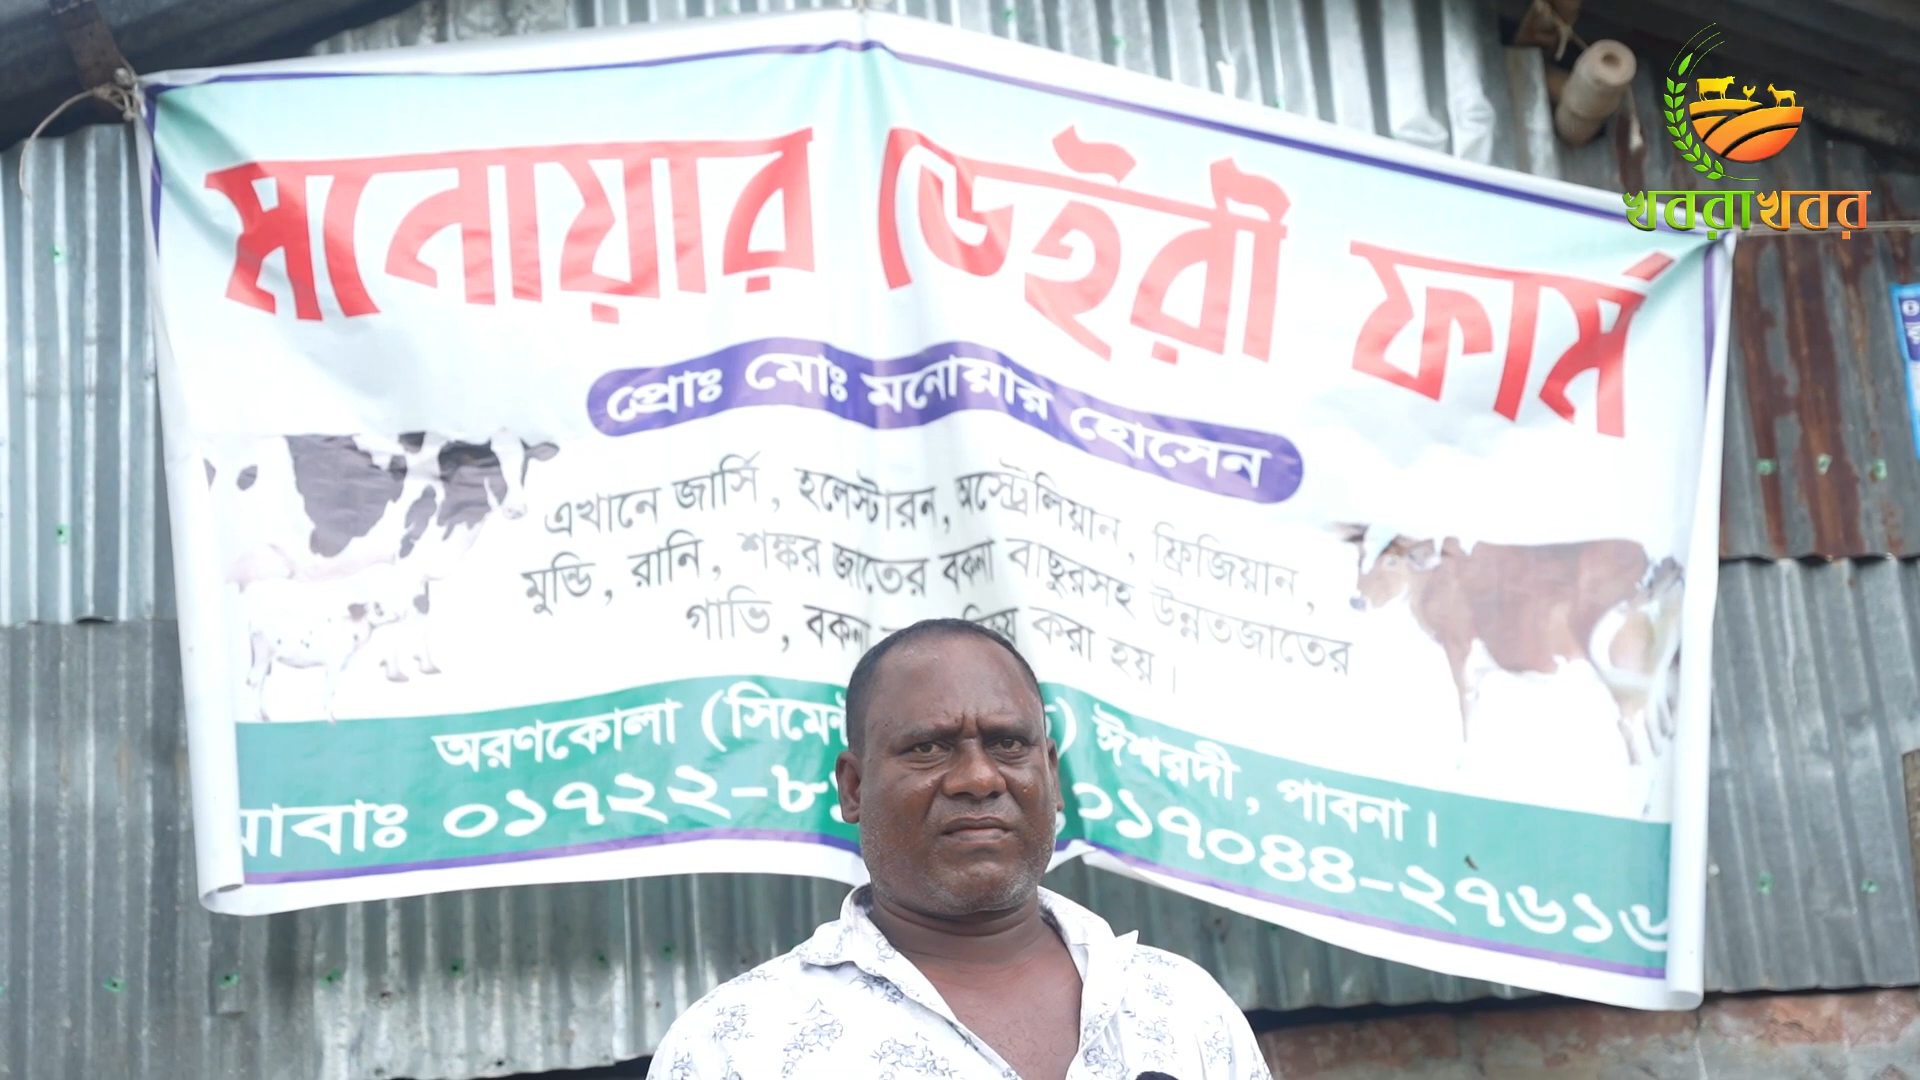 খবরাখবর
মনোয়ার ডেইরী ফার্ম
প্রোঃ মোঃ মনোয়ার হোসেন
এখানে জার্সি, হলেস্টারন, অস্ট্রেলিয়ান, ফ্রিজিয়ান,
মুন্ডি, রানি, শঙ্কর জাতের বকনা বাছুরসহ উন্নতজাতের
গাভি, বকনা করা হয়।
অরণকোলা ঈশ্বরদী, পাবনা।
০১৭২২-৮ ০১৭০৪৪-২৭৬১৬